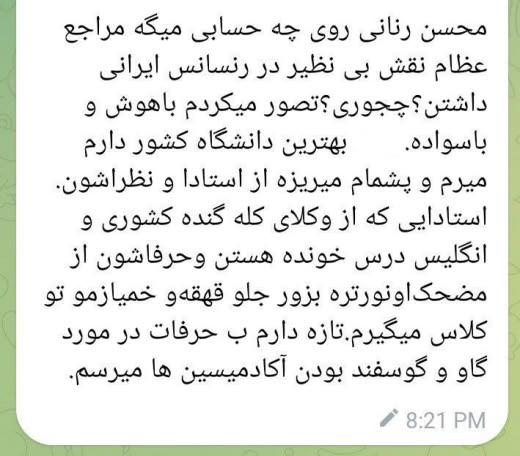 محسن رنانی روی چه حسابی میگه مراجع
عظام نقش بی نظیر در رنسانس ایرانی
داشتن؟چجوری؟تصور میکردم باهوش و
باسواده. بهترین دانشگاه کشور دارم
میرم و پشمام میریزه از استادا و نظراشون.
استادایی که از وکلای کله گنده کشوری و
انگلیس درس خونده هستن وحرفاشون از
مضحک‌اونورتره بزور جلو قهقهه‌و خمیازمو تو
کلاس میگیرم.تازه دارم ب حرفات در مورد
گاو و گوسفند بودن آکادمیسین ها میرسم.
8:21 PM